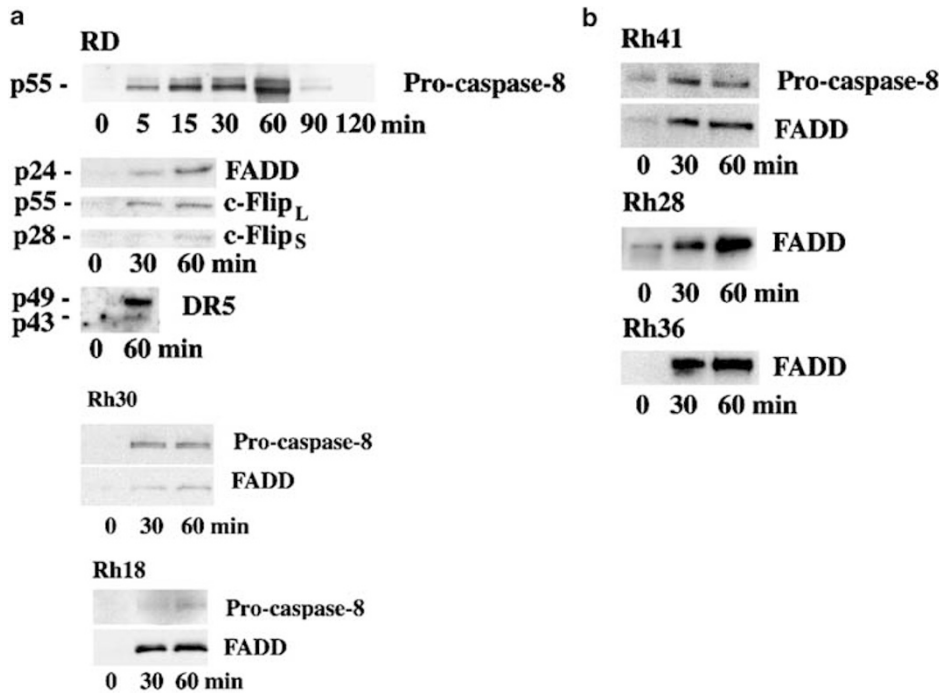 a
RD
p55 - Pro-caspase-8
0 5 15 30 60 90 120 min
p24 - FADD
p55 - c-Flip L
p28 - c-Flip S
0 30 60 min
p49 - DR5
p43 -
0 60 min
Rh30
Pro-caspase-8
FADD
0 30 60 min
Rh18
Pro-caspase-8
FADD
0 30 60 min
b
Rh41
Pro-caspase-8
FADD
0 30 60 min
Rh28
FADD
0 30 60 min
Rh36
FADD
0 30 60 min